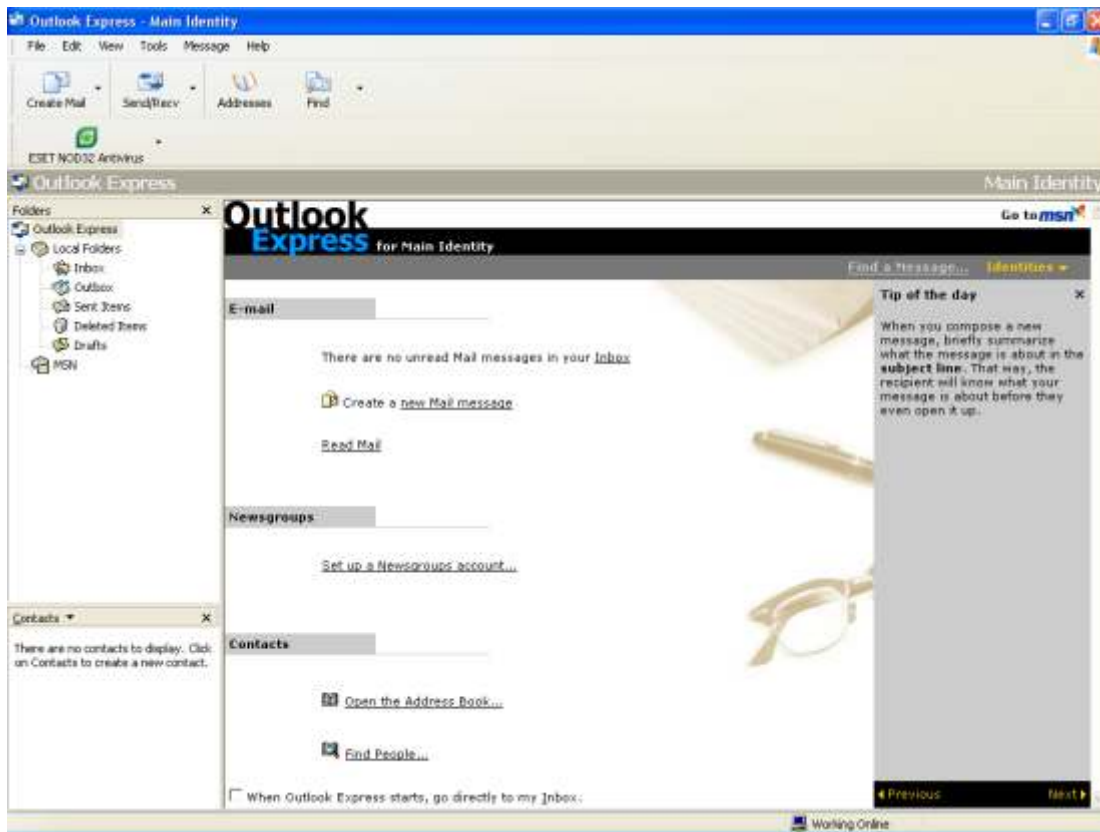 Outlook Express - Main Identity
File Edit View Tools Message Help
Create Mail Send/Recv Addresses Find
ESET NOD32 Antivirus
Outlook Express Main Identity
Folders
Outlook Express
Local Folders
Inbox
Outbox
Sent Items
Deleted Items
Drafts
MSN
Contacts
There are no contacts to display. Click
on Contacts to create a new contact.
Outlook
Express for Main Identity
Go to msn
Find a Message... Identities
E-mail
There are no unread Mail messages in your Inbox
Create a new Mail message
Read Mail
Newsgroups
Set up a Newsgroups account...
Contacts
Open the Address Book...
Find People...
When Outlook Express starts, go directly to my Inbox.
Tip of the day
When you compose a new
message, briefly summarize
what the message is about in the
subject line. That way, the
recipient will know what your
message is about before they
even open it up.
Previous Next
Working Online